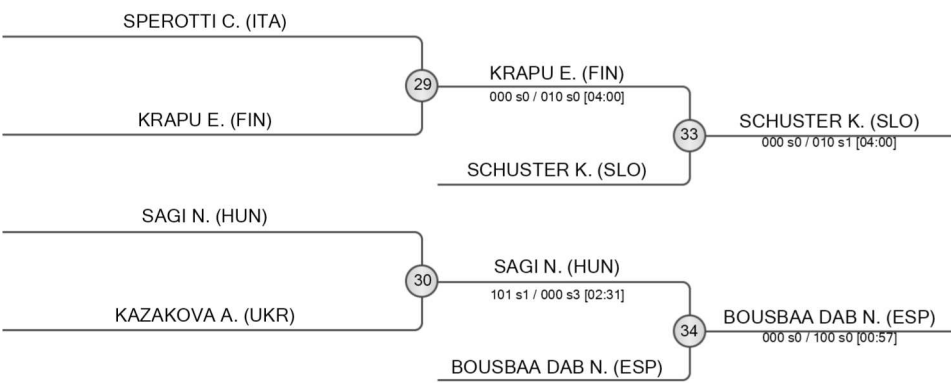 SPEROTTI C. (ITA)
29
KRAPU E. (FIN)
000 s0 / 010 s0 [04:00]
KRAPU E. (FIN)
33
SCHUSTER K. (SLO)
000 s0 / 010 s1 [04:00]
SCHUSTER K. (SLO)
SAGI N. (HUN)
30
SAGI N. (HUN)
101 s1 / 000 s3 [02:31]
KAZAKOVA A. (UKR)
34
BOUSBAA DAB N. (ESP)
000 s0 / 100 s0 [00:57]
BOUSBAA DAB N. (ESP)